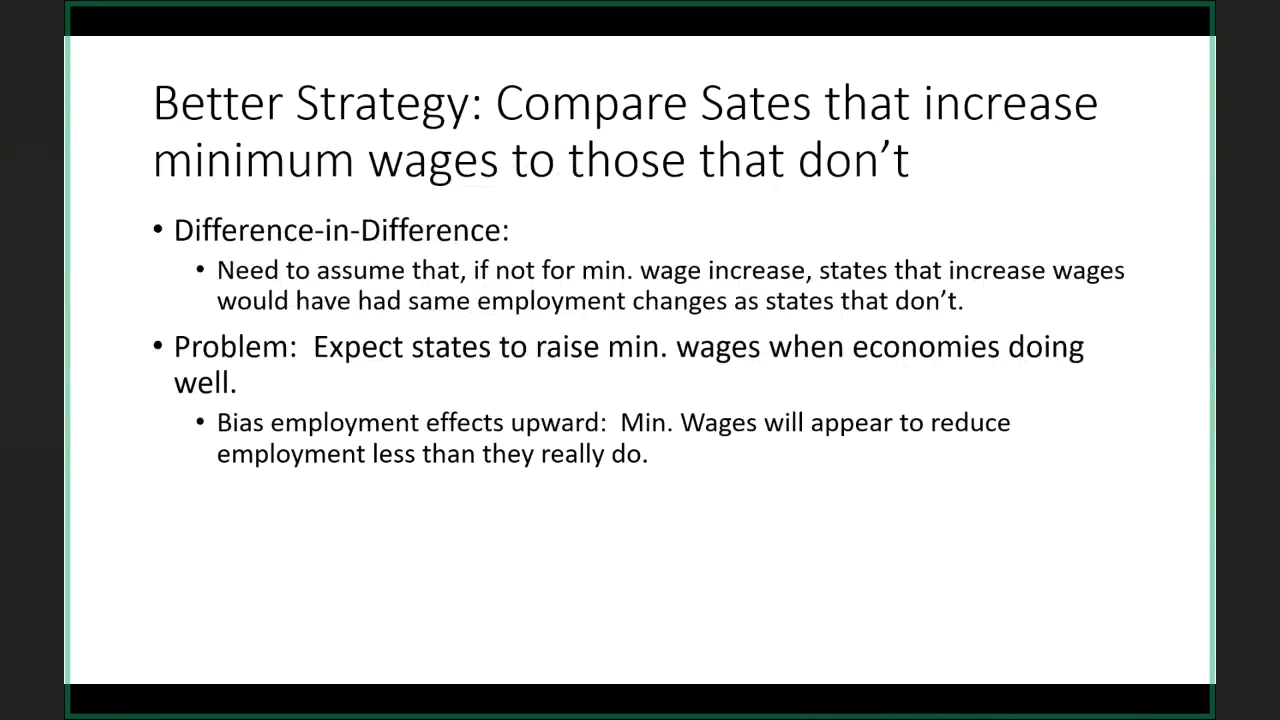 Better Strategy: Compare Sates that increase
minimum wages to those that don’t
• Difference-in-Difference:
• Need to assume that, if not for min. wage increase, states that increase wages
would have had same employment changes as states that don’t.
• Problem:  Expect states to raise min. wages when economies doing
well.
• Bias employment effects upward:  Min. Wages will appear to reduce
employment less than they really do.